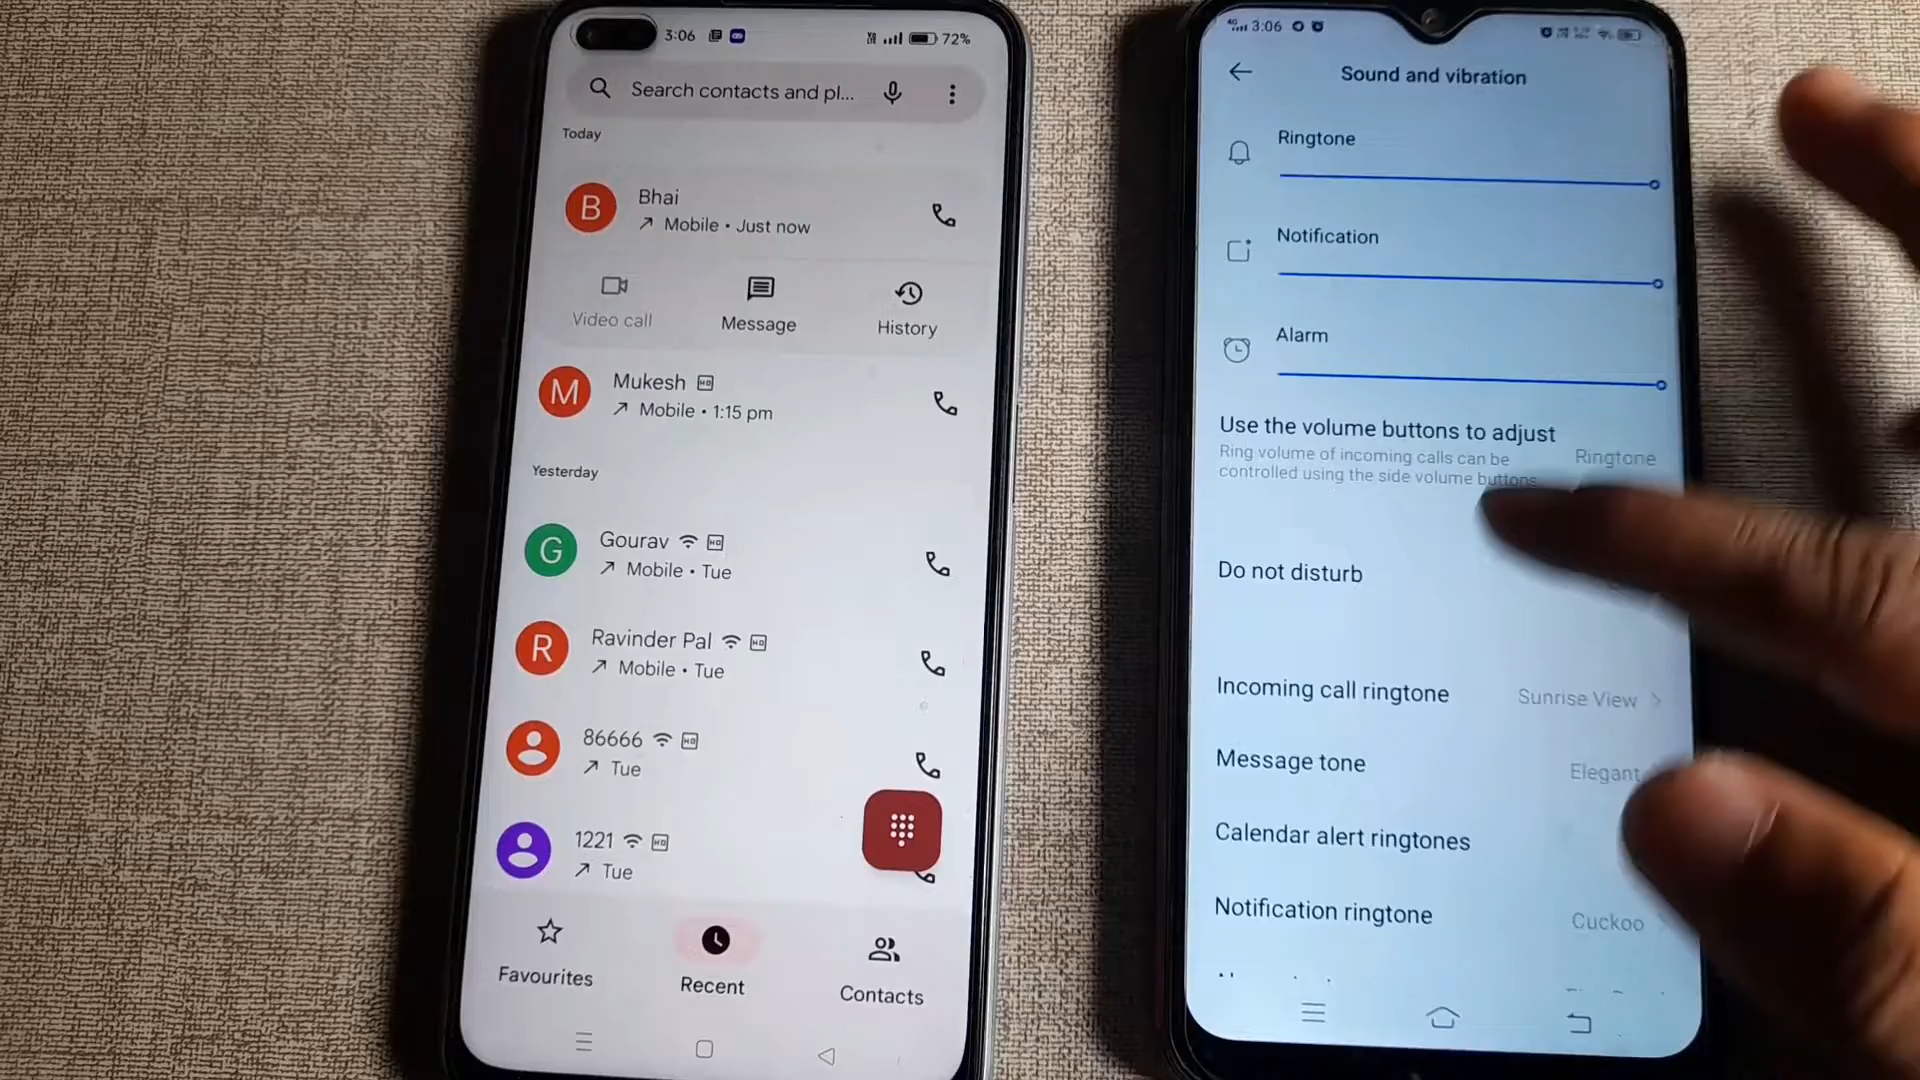 3:06
72%
Search contacts and pl...
Today
B
Bhai
Mobile • Just now
Video call
Message
History
M
Mukesh
Mobile • 1:15 pm
Yesterday
G
Gourav
Mobile • Tue
R
Ravinder Pal
Mobile • Tue
86666
Tue
1221
Tue
Favourites
Recent
Contacts
4G 3:06
Sound and vibration
Ringtone
Notification
Alarm
Use the volume buttons to adjust
Ring volume of incoming calls can be
controlled using the side volume buttons
Ringtone
Do not disturb
Incoming call ringtone
Sunrise View
Message tone
Elegant
Calendar alert ringtones
Notification ringtone
Cuckoo